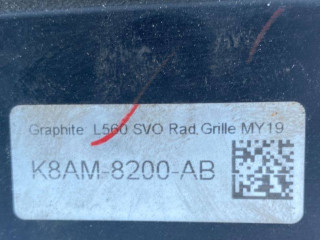 Graphite L560 SVO Rad.Grille MY19
K8AM-8200-AB